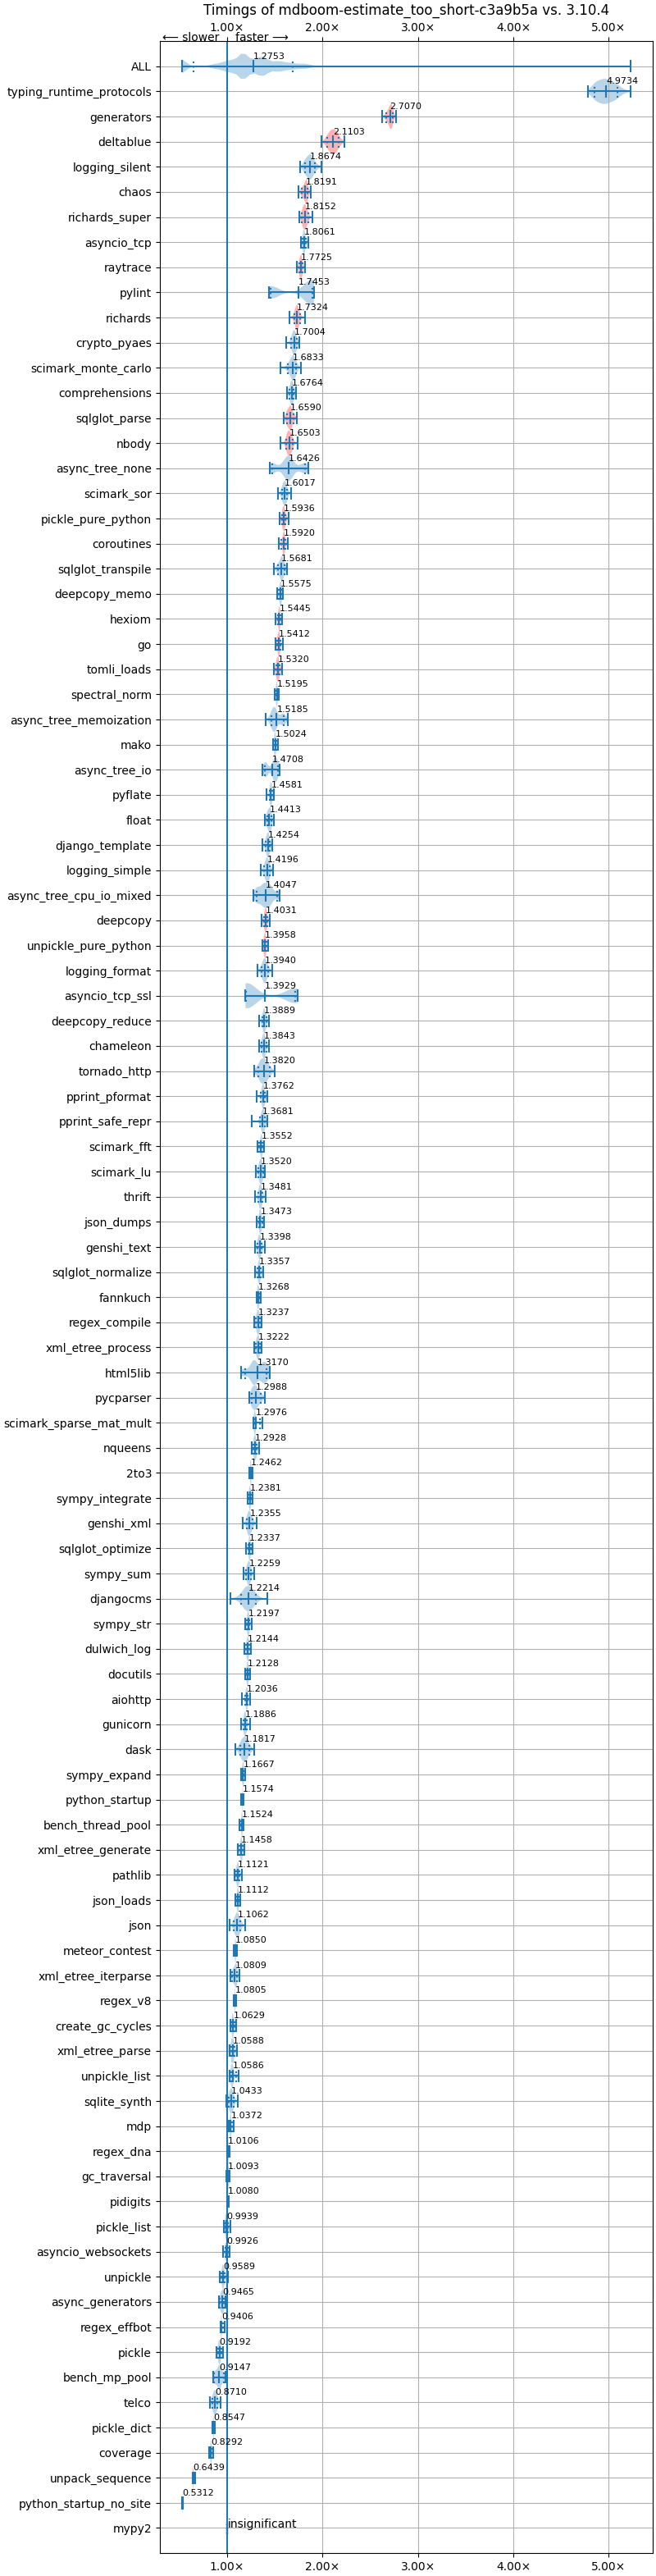 Timings of mdboom-estimate_too_short-c3a9b5a vs. 3.10.4
1.00× 2.00× 3.00× 4.00× 5.00×
⟵ slower faster ⟶
ALL 1.2753
typing_runtime_protocols 4.9734
generators 2.7070
deltablue 2.1103
logging_silent 1.8674
chaos 1.8191
richards_super 1.8152
asyncio_tcp 1.8061
raytrace 1.7725
pylint 1.7453
richards 1.7324
crypto_pyaes 1.7004
scimark_monte_carlo 1.6833
comprehensions 1.6764
sqlglot_parse 1.6590
nbody 1.6503
async_tree_none 1.6426
scimark_sor 1.6017
pickle_pure_python 1.5936
coroutines 1.5920
sqlglot_transpile 1.5681
deepcopy_memo 1.5575
hexiom 1.5445
go 1.5412
tomli_loads 1.5320
spectral_norm 1.5195
async_tree_memoization 1.5185
mako 1.5024
async_tree_io 1.4708
pyflate 1.4581
float 1.4413
django_template 1.4254
logging_simple 1.4196
async_tree_cpu_io_mixed 1.4047
deepcopy 1.4031
unpickle_pure_python 1.3958
logging_format 1.3940
asyncio_tcp_ssl 1.3929
deepcopy_reduce 1.3889
chameleon 1.3843
tornado_http 1.3820
pprint_pformat 1.3762
pprint_safe_repr 1.3681
scimark_fft 1.3552
scimark_lu 1.3520
thrift 1.3481
json_dumps 1.3473
genshi_text 1.3398
sqlglot_normalize 1.3357
fannkuch 1.3268
regex_compile 1.3237
xml_etree_process 1.3222
html5lib 1.3170
pycparser 1.2988
scimark_sparse_mat_mult 1.2976
nqueens 1.2928
2to3 1.2462
sympy_integrate 1.2381
genshi_xml 1.2355
sqlglot_optimize 1.2337
sympy_sum 1.2259
djangocms 1.2214
sympy_str 1.2197
dulwich_log 1.2144
docutils 1.2128
aiohttp 1.2036
gunicorn 1.1886
dask 1.1817
sympy_expand 1.1667
python_startup 1.1574
bench_thread_pool 1.1524
xml_etree_generate 1.1458
pathlib 1.1121
json_loads 1.1112
json 1.1062
meteor_contest 1.0850
xml_etree_iterparse 1.0809
regex_v8 1.0805
create_gc_cycles 1.0629
xml_etree_parse 1.0588
unpickle_list 1.0586
sqlite_synth 1.0433
mdp 1.0372
regex_dna 1.0106
gc_traversal 1.0093
pidigits 1.0080
pickle_list 0.9939
asyncio_websockets 0.9926
unpickle 0.9589
async_generators 0.9465
regex_effbot 0.9406
pickle 0.9192
bench_mp_pool 0.9147
telco 0.8710
pickle_dict 0.8547
coverage 0.8292
unpack_sequence 0.6439
python_startup_no_site 0.5312
mypy2 insignificant
1.00× 2.00× 3.00× 4.00× 5.00×